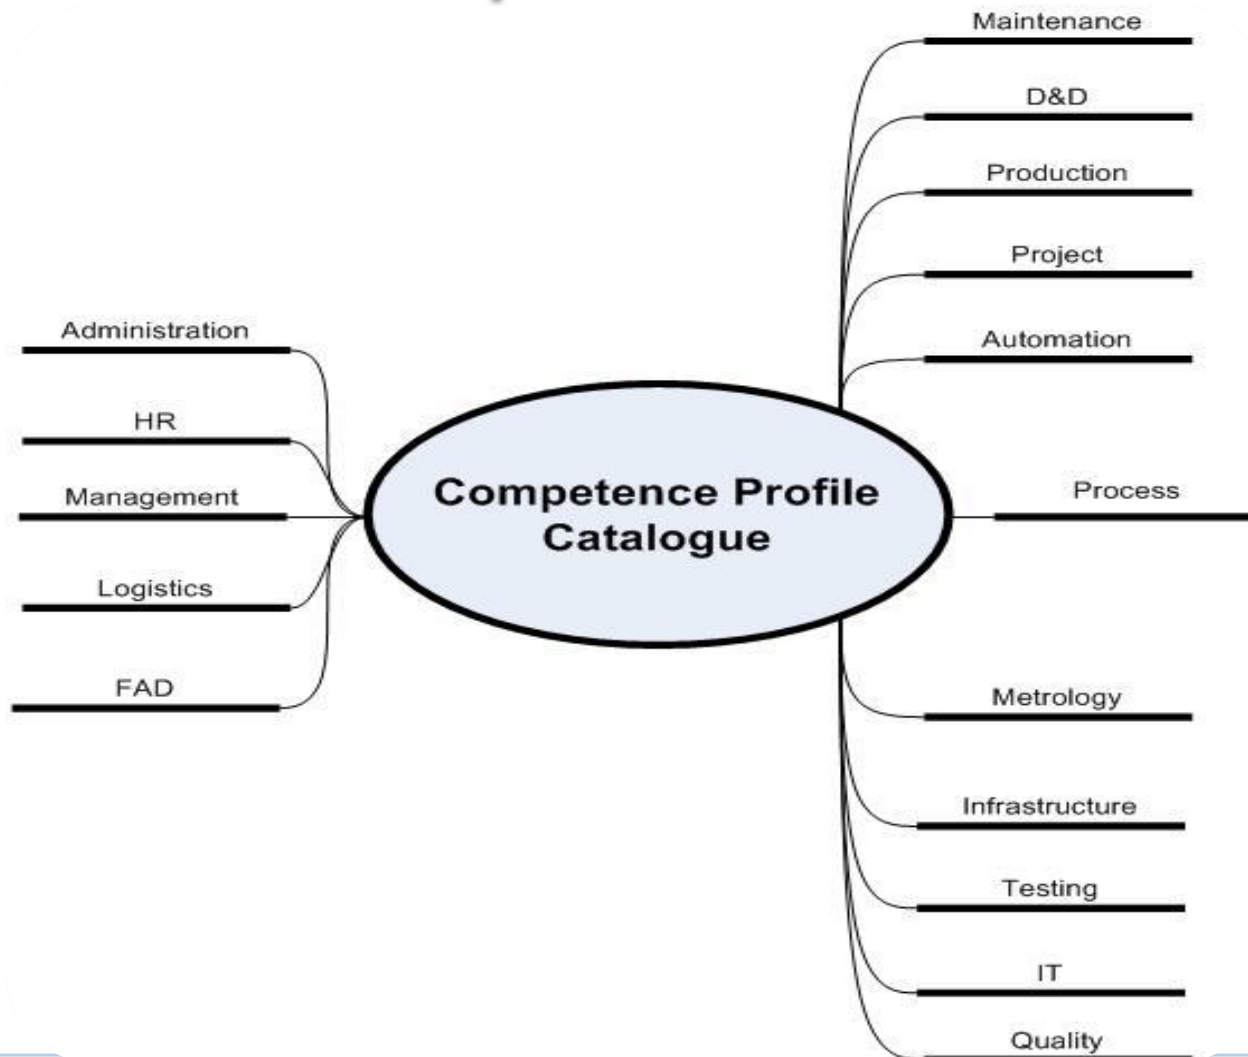 Maintenance
D&D
Production
Project
Automation
Administration
HR
Management
Logistics
FAD
Competence Profile
Catalogue
Process
Metrology
Infrastructure
Testing
IT
Quality